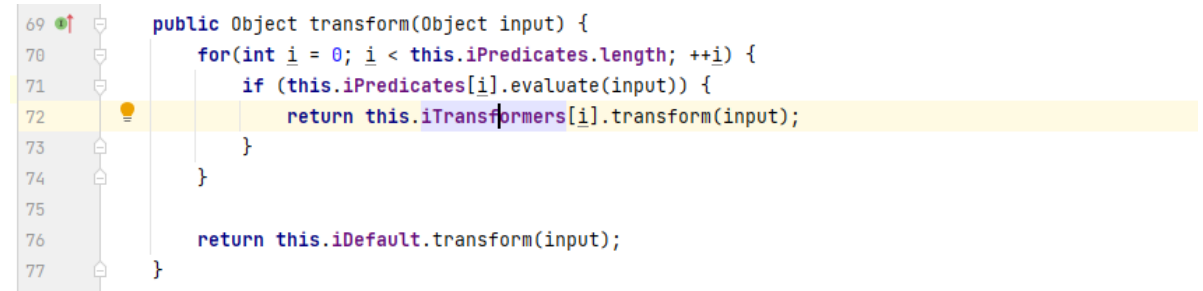 69 public Object transform(Object input) {
70 for(int i = 0; i < this.iPredicates.length; ++i) {
71 if (this.iPredicates[i].evaluate(input)) {
72 return this.iTransformers[i].transform(input);
73 }
74 }
75
76 return this.iDefault.transform(input);
77 }